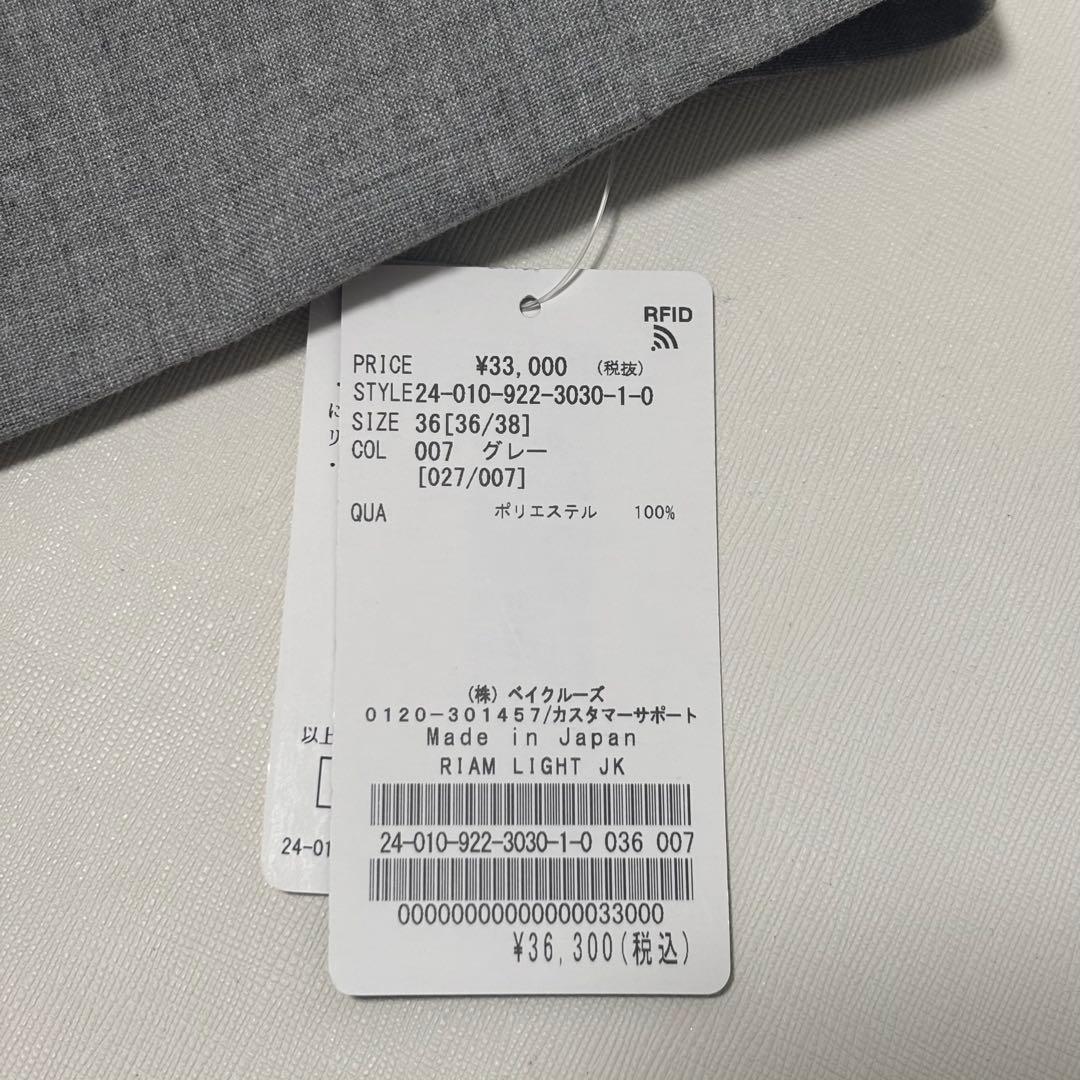 RFID
PRICE ¥33,000 (税抜)
STYLE24-010-922-3030-1-0
SIZE 36[36/38]
COL 007 グレー
[027/007]
QUA ポリエステル 100%
(株) ベイクルーズ
0120-301457/カスタマーサポート
Made in Japan
RIAM LIGHT JK
24-010-922-3030-1-0 036 007
00000000000000033000
¥36,300(税込)
に
リ
以上
24-01